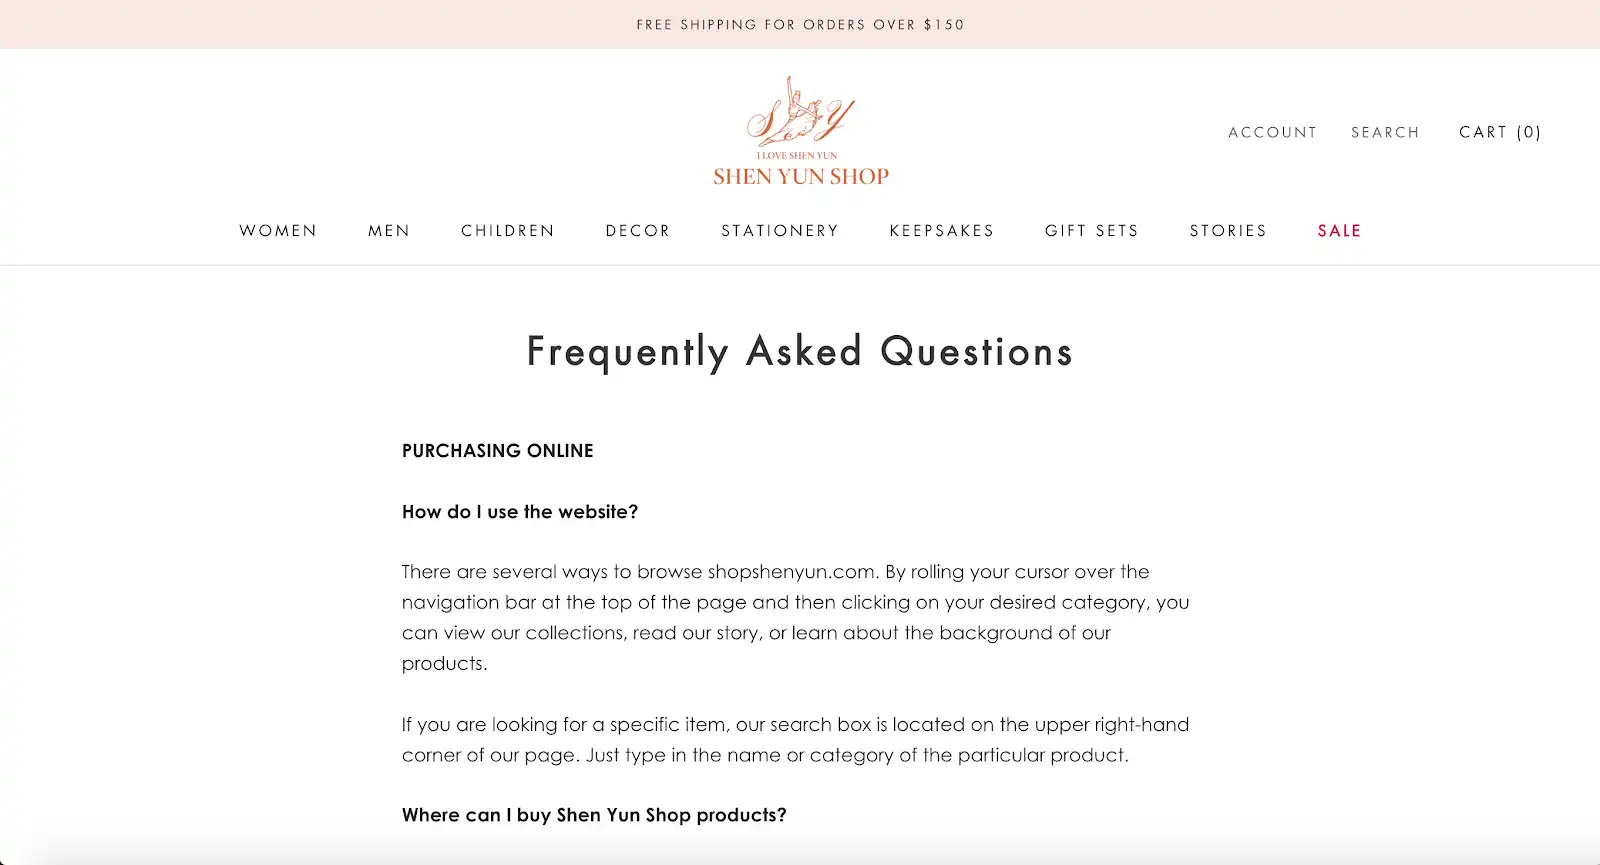 FREE SHIPPING FOR ORDERS OVER $150
S Y
I LOVE SHEN YUN
SHEN YUN SHOP
ACCOUNT SEARCH CART (0)
WOMEN MEN CHILDREN DECOR STATIONERY KEEPSAKES GIFT SETS STORIES SALE
Frequently Asked Questions
PURCHASING ONLINE
How do I use the website?
There are several ways to browse shopshenyun.com. By rolling your cursor over the
navigation bar at the top of the page and then clicking on your desired category, you
can view our collections, read our story, or learn about the background of our
products.
If you are looking for a specific item, our search box is located on the upper right-hand
corner of our page. Just type in the name or category of the particular product.
Where can I buy Shen Yun Shop products?